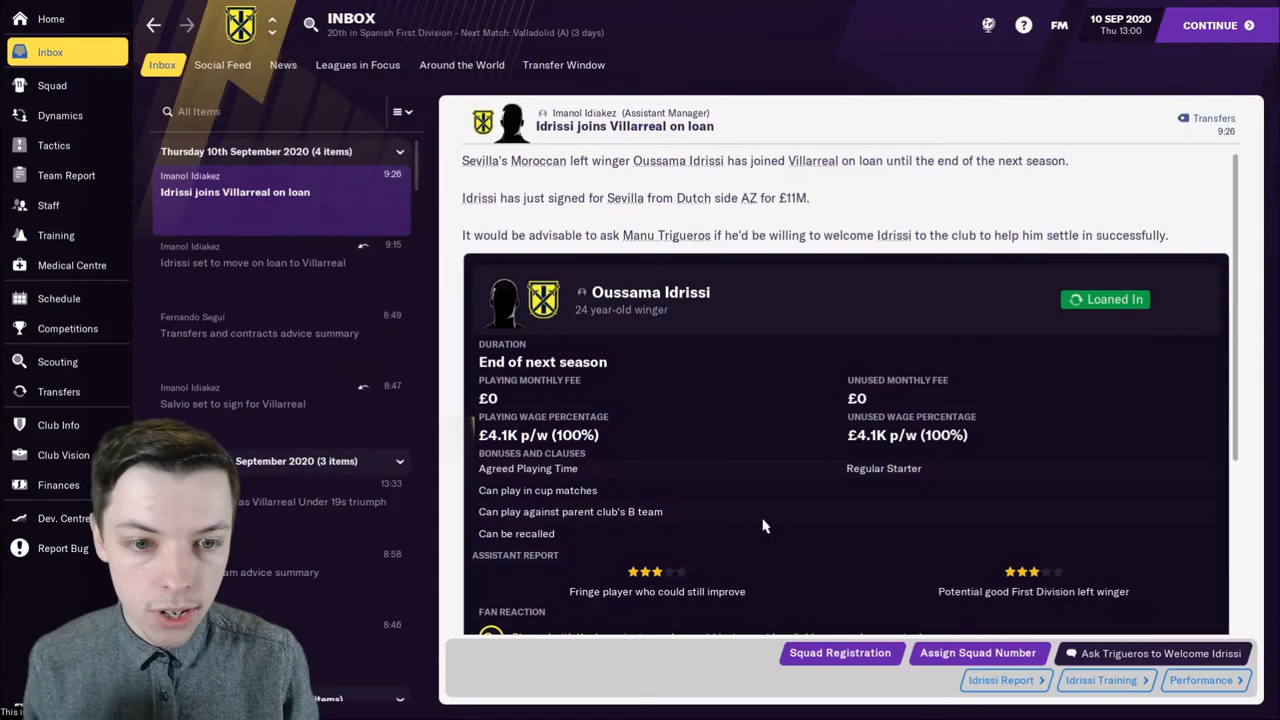 Home
Inbox
Squad
Dynamics
Tactics
Team Report
Staff
Training
Medical Centre
Schedule
Competitions
Scouting
Transfers
Club Info
Club Vision
Finances
Dev. Centre
Report Bug
This in
INBOX
20th in Spanish First Division - Next Match: Valladolid (A) (3 days)
FM
10 SEP 2020
Thu 13:00
CONTINUE
Inbox
Social Feed
News
Leagues in Focus
Around the World
Transfer Window
All Items
Thursday 10th September 2020 (4 items)
Imanol Idiakez
9:26
Idrissi joins Villarreal on loan
Imanol Idiakez
9:15
Idrissi set to move on loan to Villarreal
Fernando Seguí
8:49
Transfers and contracts advice summary
Imanol Idiakez
8:47
Salvio set to sign for Villarreal
September 2020 (3 items)
13:33
as Villarreal Under 19s triumph
8:58
am advice summary
8:46
Imanol Idiakez (Assistant Manager)
Idrissi joins Villarreal on loan
Transfers
9:26
Sevilla's Moroccan left winger Oussama Idrissi has joined Villarreal on loan until the end of the next season.
Idrissi has just signed for Sevilla from Dutch side AZ for £11M.
It would be advisable to ask Manu Trigueros if he'd be willing to welcome Idrissi to the club to help him settle in successfully.
Oussama Idrissi
24 year-old winger
Loaned In
DURATION
End of next season
PLAYING MONTHLY FEE
UNUSED MONTHLY FEE
£0
£0
PLAYING WAGE PERCENTAGE
UNUSED WAGE PERCENTAGE
£4.1K p/w (100%)
£4.1K p/w (100%)
BONUSES AND CLAUSES
Agreed Playing Time
Regular Starter
Can play in cup matches
Can play against parent club's B team
Can be recalled
ASSISTANT REPORT
Fringe player who could still improve
Potential good First Division left winger
FAN REACTION
Squad Registration
Assign Squad Number
Ask Trigueros to Welcome Idrissi
Idrissi Report
Idrissi Training
Performance